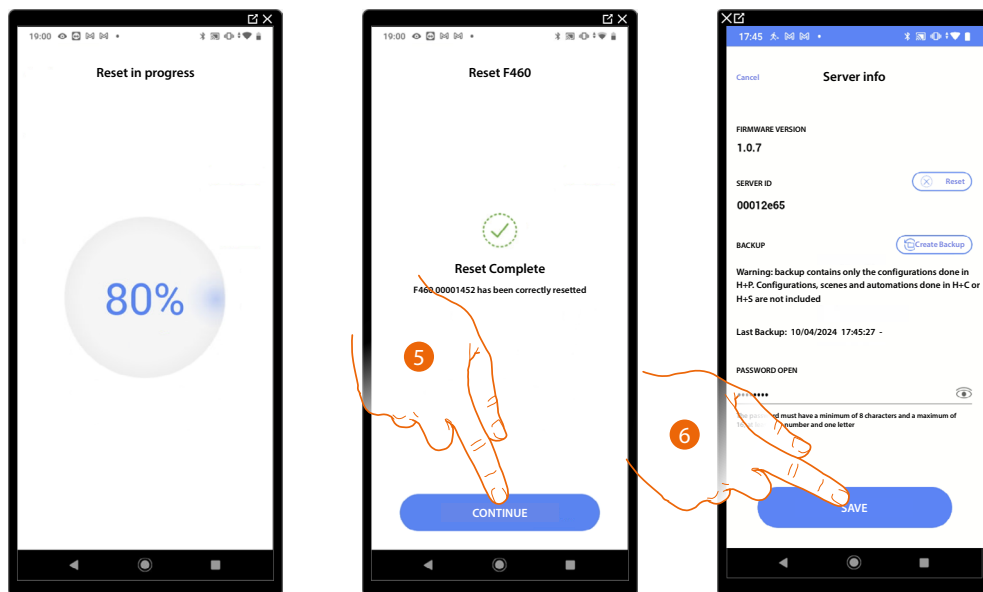 19:00
Reset in progress
80%
19:00
Reset F460
Reset Complete
F460 00001452 has been correctly resetted
5
CONTINUE
17:45
Cancel
Server info
FIRMWARE VERSION
1.0.7
SERVER ID
Reset
00012e65
BACKUP
Create Backup
Warning: backup contains only the configurations done in
H+P. Configurations, scenes and automations done in H+C or
H+S are not included
Last Backup: 10/04/2024 17:45:27 -
PASSWORD OPEN
must have a minimum of 8 characters and a maximum of
number and one letter
6
SAVE